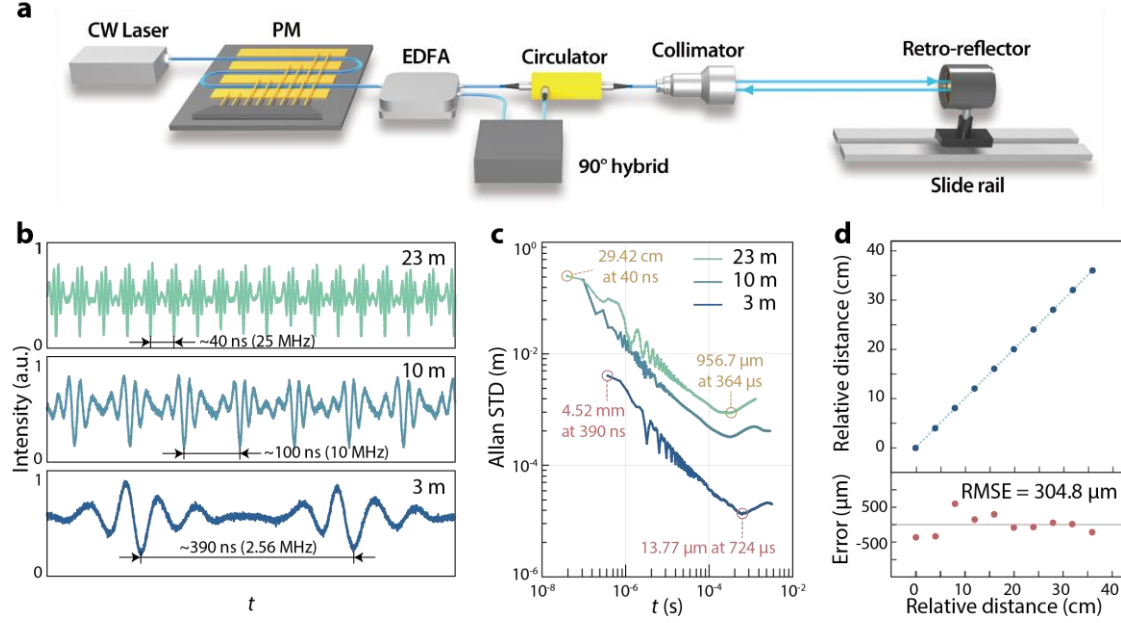 a
CW Laser
PM
EDFA
Circulator
Collimator
Retro-reflector
90° hybrid
Slide rail
b
Intensity (a.u.)
1
23 m
0
~40 ns (25 MHz)
1
10 m
0
~100 ns (10 MHz)
1
3 m
0
~390 ns (2.56 MHz)
t
c
Allan STD (m)
10⁰
10⁻²
10⁻⁴
10⁻⁶
29.42 cm
at 40 ns
23 m
10 m
3 m
956.7 μm
at 364 μs
4.52 mm
at 390 ns
13.77 μm at 724 μs
10⁻⁸
10⁻⁶
10⁻⁴
10⁻²
t (s)
d
Relative distance (cm)
40
30
20
10
0
RMSE = 304.8 μm
Error (μm)
500
-500
0
10
20
30
40
Relative distance (cm)